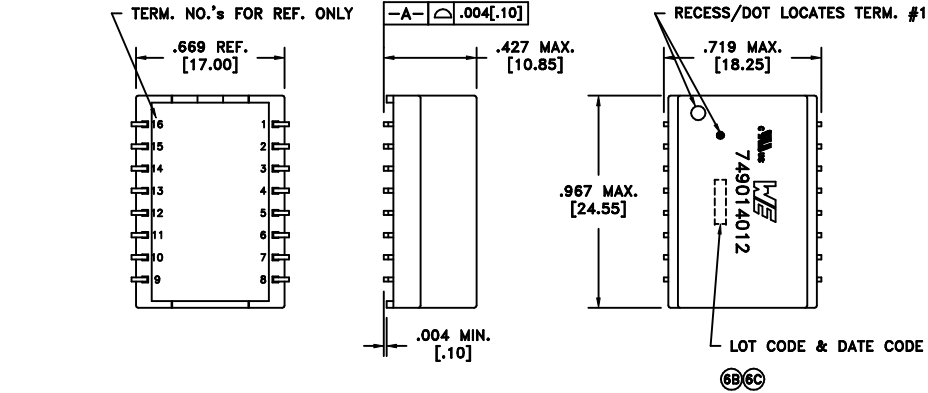 TERM. NO.'s FOR REF. ONLY
-A- ⌓ .004[.10]
RECESS/DOT LOCATES TERM. #1
.669 REF.
[17.00]
.427 MAX.
[10.85]
.719 MAX.
[18.25]
16 1
15 2
14 3
13 4
12 5
11 6
10 7
9 8
.967 MAX.
[24.55]
c US
WE
749014012
.004 MIN.
[.10]
LOT CODE & DATE CODE
6B 6C